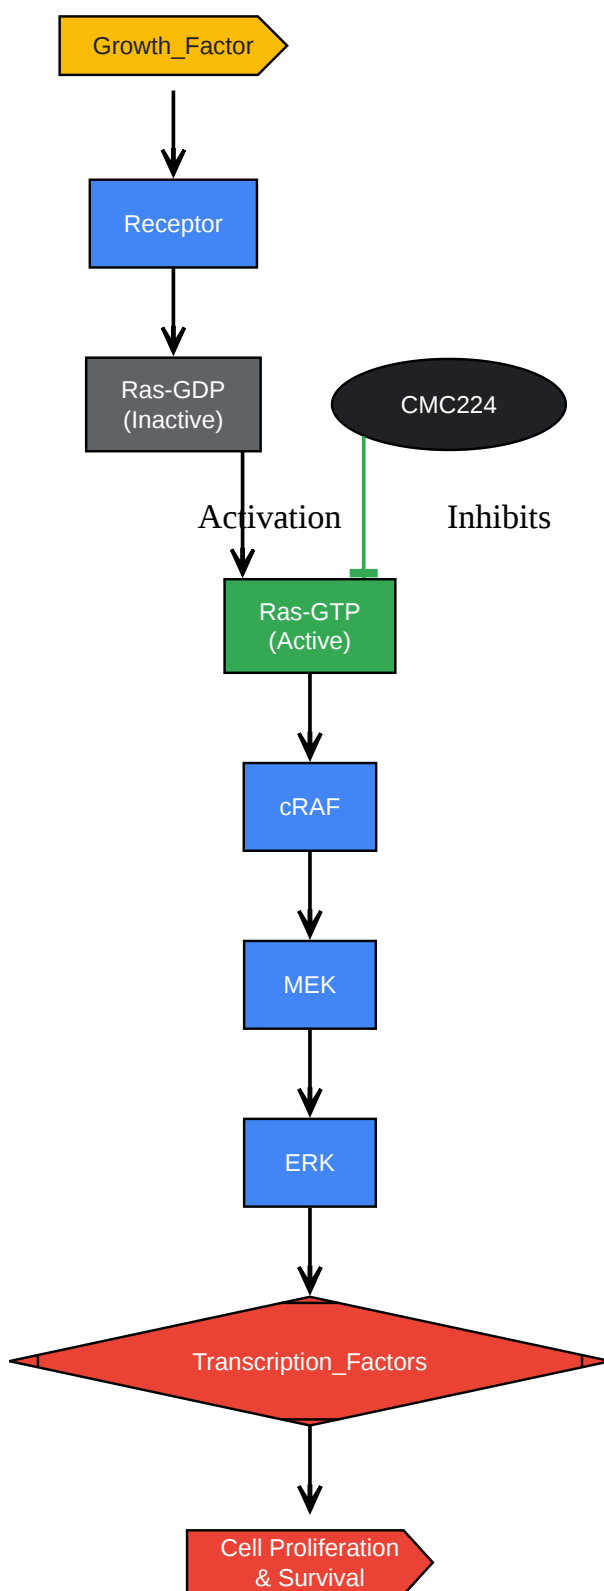 Growth_Factor
Receptor
Ras-GDP
(Inactive)
CMC224
Activation
Inhibits
Ras-GTP
(Active)
cRAF
MEK
ERK
Transcription_Factors
Cell Proliferation
& Survival